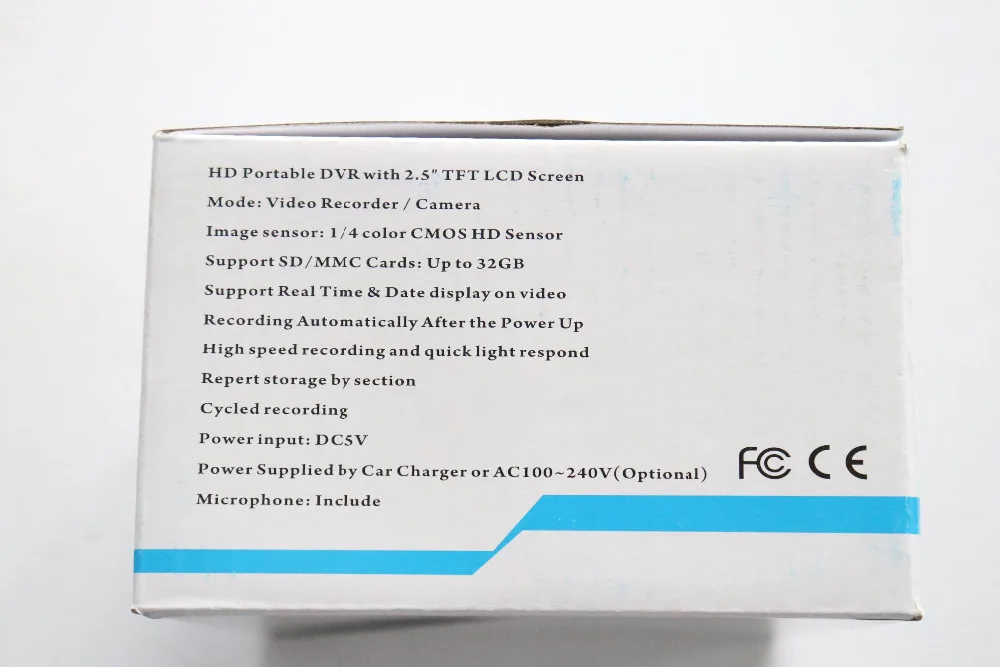 HD Portable DVR with 2.5" TFT LCD Screen
Mode: Video Recorder / Camera
Image sensor: 1/4 color CMOS HD Sensor
Support SD/MMC Cards: Up to 32GB
Support Real Time & Date display on video
Recording Automatically After the Power Up
High speed recording and quick light respond
Repert storage by section
Cycled recording
Power input: DC5V
Power Supplied by Car Charger or AC100~240V(Optional)
FC CE
Microphone: Include